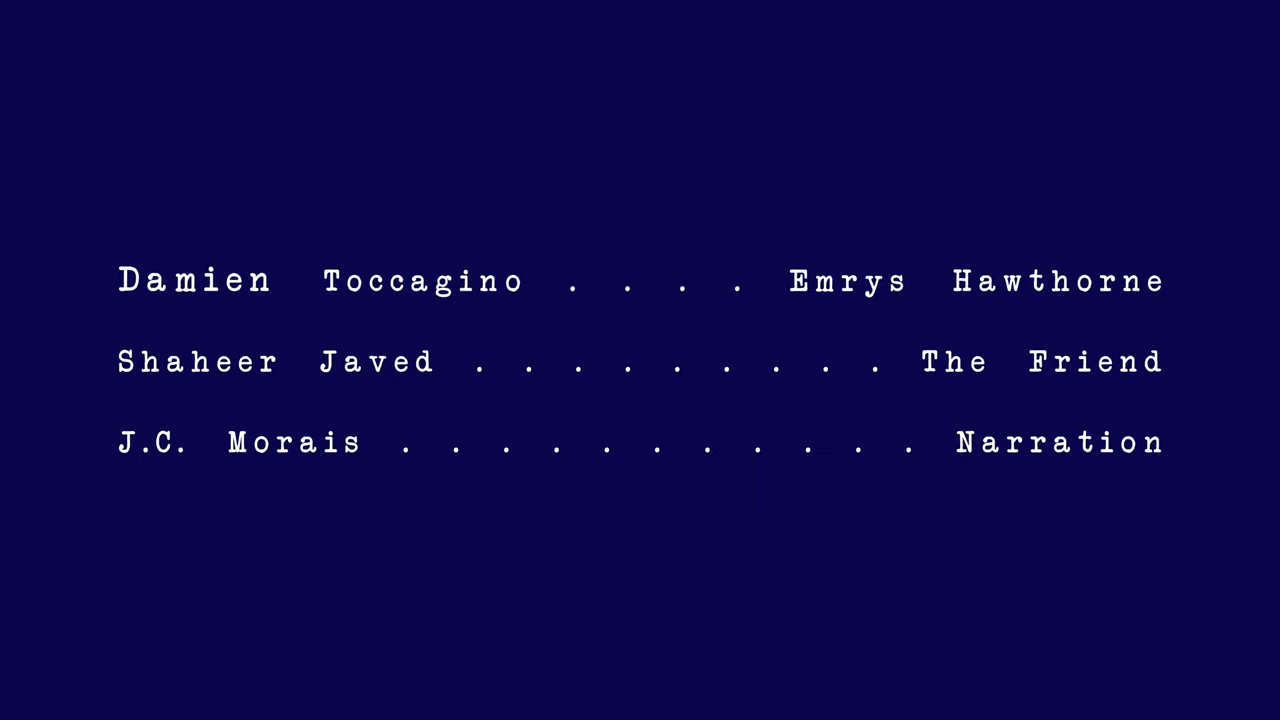 Damien Toccagino . . . . Emrys Hawthorne
Shaheer Javed . . . . . . . . . The Friend
J.C. Morais . . . . . . . . . . . Narration